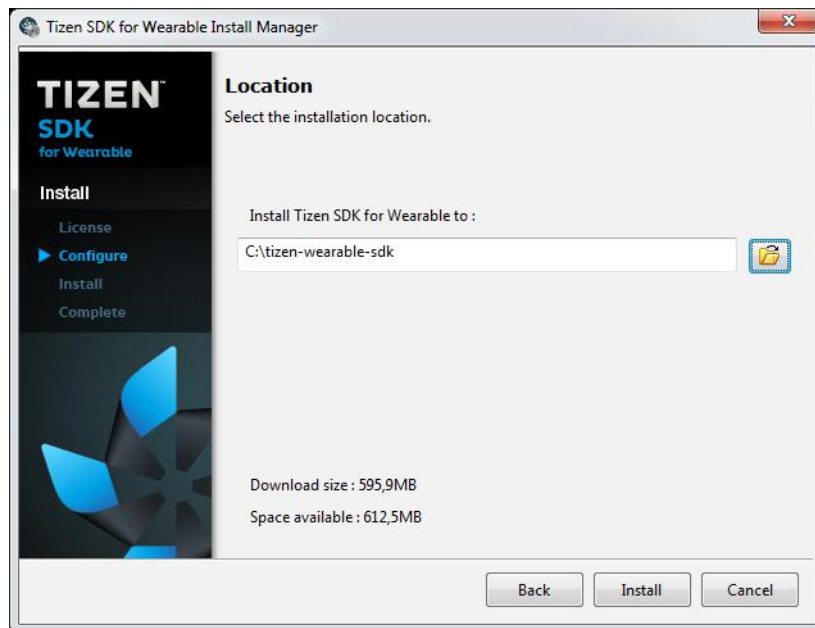 Tizen SDK for Wearable Install Manager
TIZEN™
SDK
for Wearable
Install
License
Configure
Install
Complete
Location
Select the installation location.
Install Tizen SDK for Wearable to :
C:\tizen-wearable-sdk
Download size : 595,9MB
Space available : 612,5MB
Back
Install
Cancel